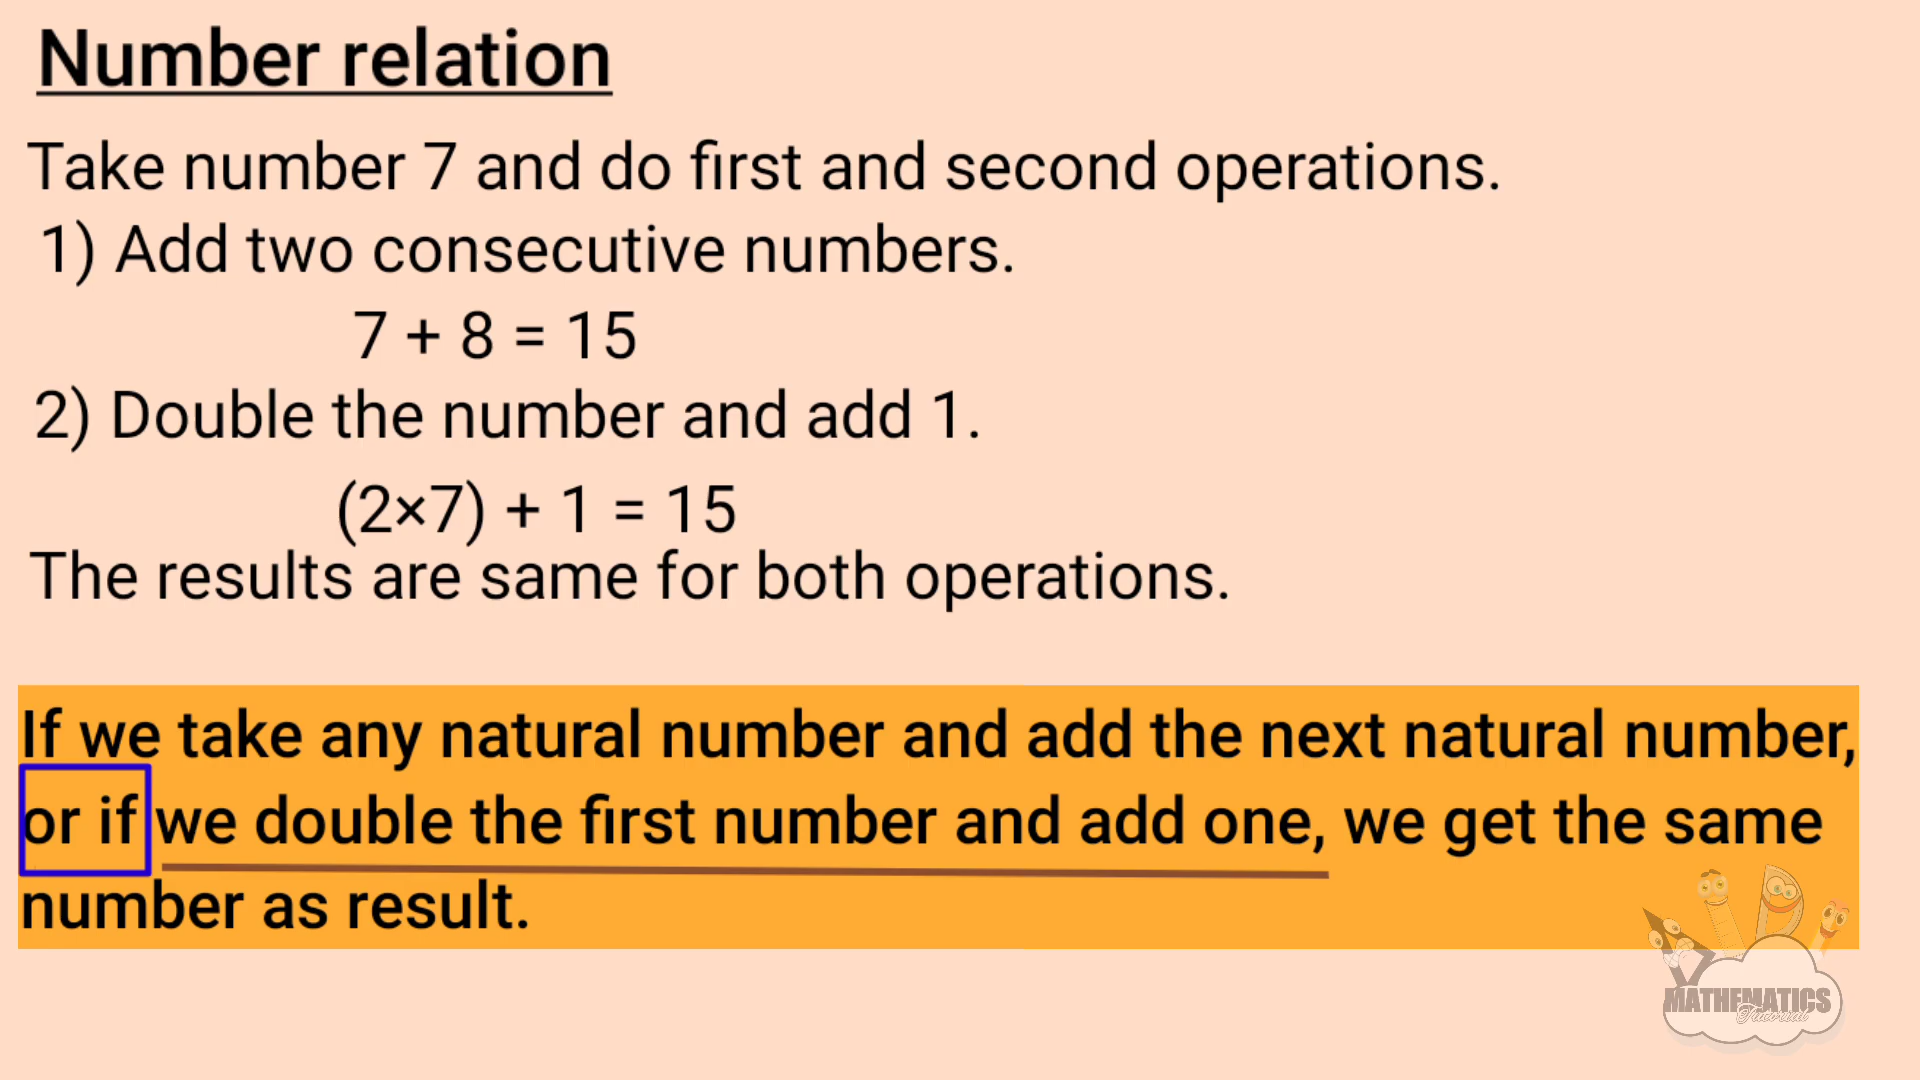 Number relation
Take number 7 and do first and second operations.
1) Add two consecutive numbers.
7 + 8 = 15
2) Double the number and add 1.
(2×7) + 1 = 15
The results are same for both operations.
If we take any natural number and add the next natural number,
or if we double the first number and add one, we get the same
number as result.
MATHEMATICS
Tutorial